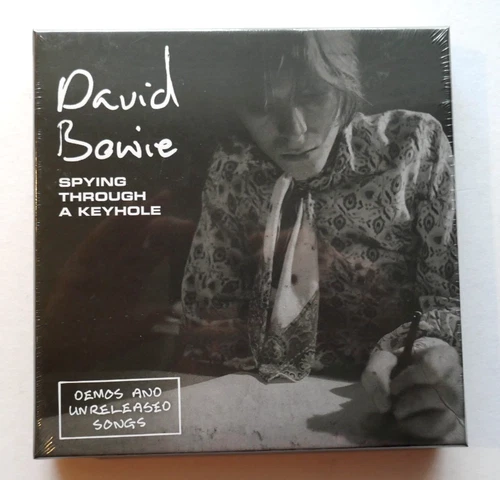 David
Bowie
SPYING
THROUGH
A KEYHOLE
DEMOS AND
UNRELEASED
SONGS